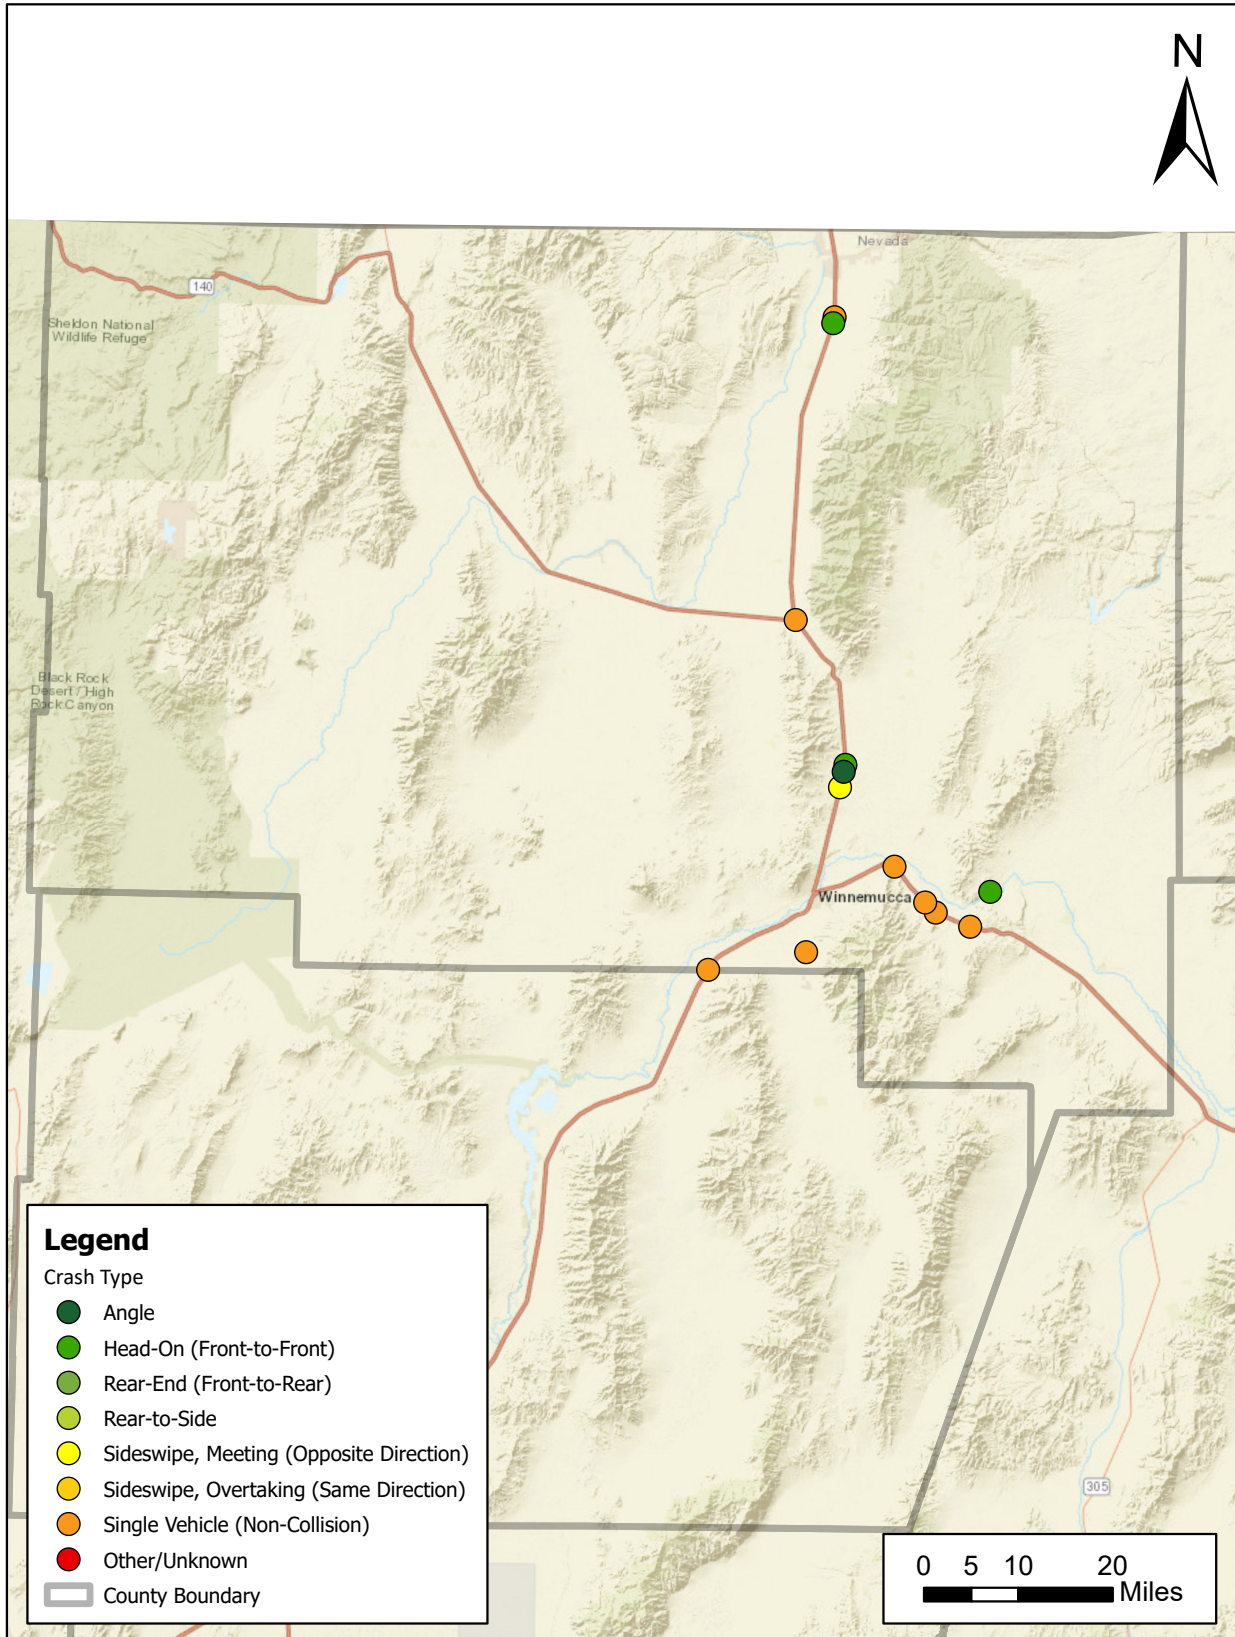 N
Nevada
140
Sheldon National
Wildlife Refuge
Black Rock
Desert / High
Rock Canyon
Winnemucca
Legend
Crash Type
Angle
Head-On (Front-to-Front)
Rear-End (Front-to-Rear)
Rear-to-Side
Sideswipe, Meeting (Opposite Direction)
Sideswipe, Overtaking (Same Direction)
Single Vehicle (Non-Collision)
Other/Unknown
County Boundary
305
0 5 10 20
Miles